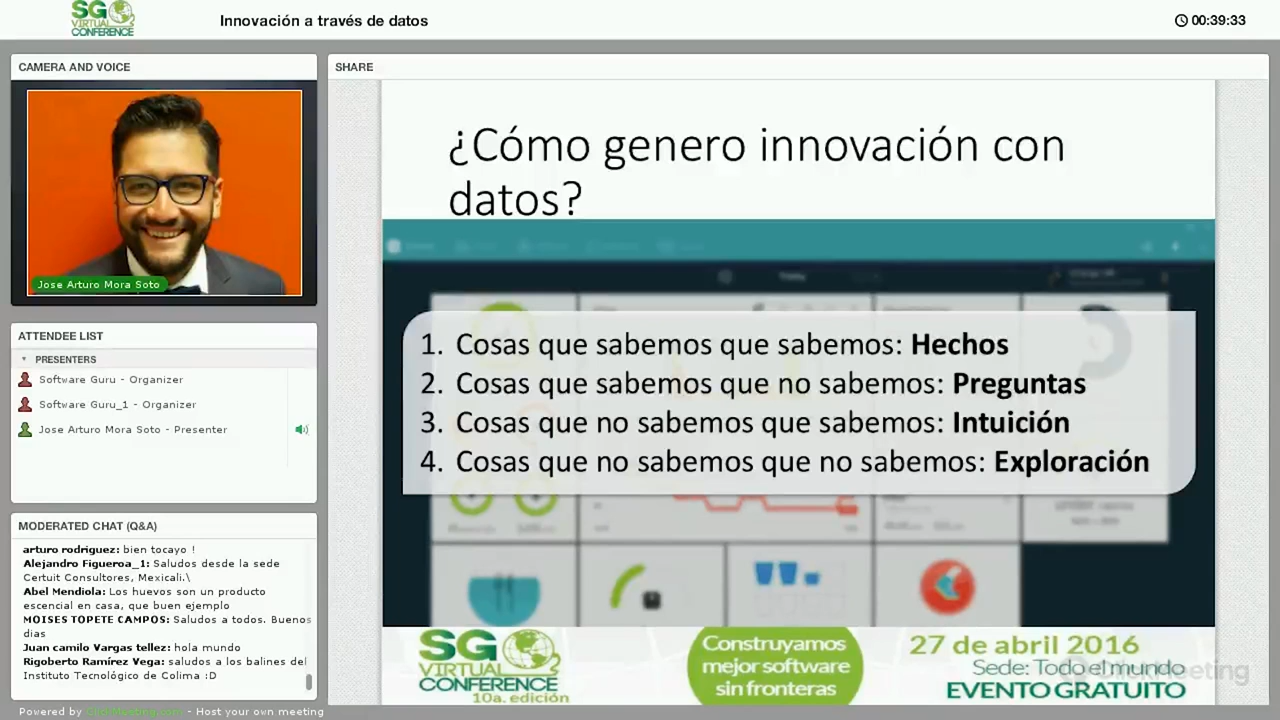 SG
VIRTUAL
CONFERENCE
Innovación a través de datos
00:39:33
CAMERA AND VOICE
Jose Arturo Mora Soto
ATTENDEE LIST
PRESENTERS
Software Guru - Organizer
Software Guru_1 - Organizer
Jose Arturo Mora Soto - Presenter
MODERATED CHAT (Q&A)
arturo rodriguez: bien tocayo !
Alejandro Figueroa_1: Saludos desde la sede
Certuit Consultores, Mexicali.\
Abel Mendiola: Los huevos son un producto
escencial en casa, que buen ejemplo
MOISES TOPETE CAMPOS: Saludos a todos. Buenos
dias
Juan camilo Vargas tellez: hola mundo
Rigoberto Ramírez Vega: saludos a los balines del
Instituto Tecnológico de Colima :D
Powered by ClickMeeting.com - Host your own meeting
SHARE
¿Cómo genero innovación con
datos?
1. Cosas que sabemos que sabemos: Hechos
2. Cosas que sabemos que no sabemos: Preguntas
3. Cosas que no sabemos que sabemos: Intuición
4. Cosas que no sabemos que no sabemos: Exploración
SG
VIRTUAL
CONFERENCE
10a. edición
Construyamos
mejor software
sin fronteras
27 de abril 2016
Sede: Todo el mundo
EVENTO GRATUITO
ClickMeeting